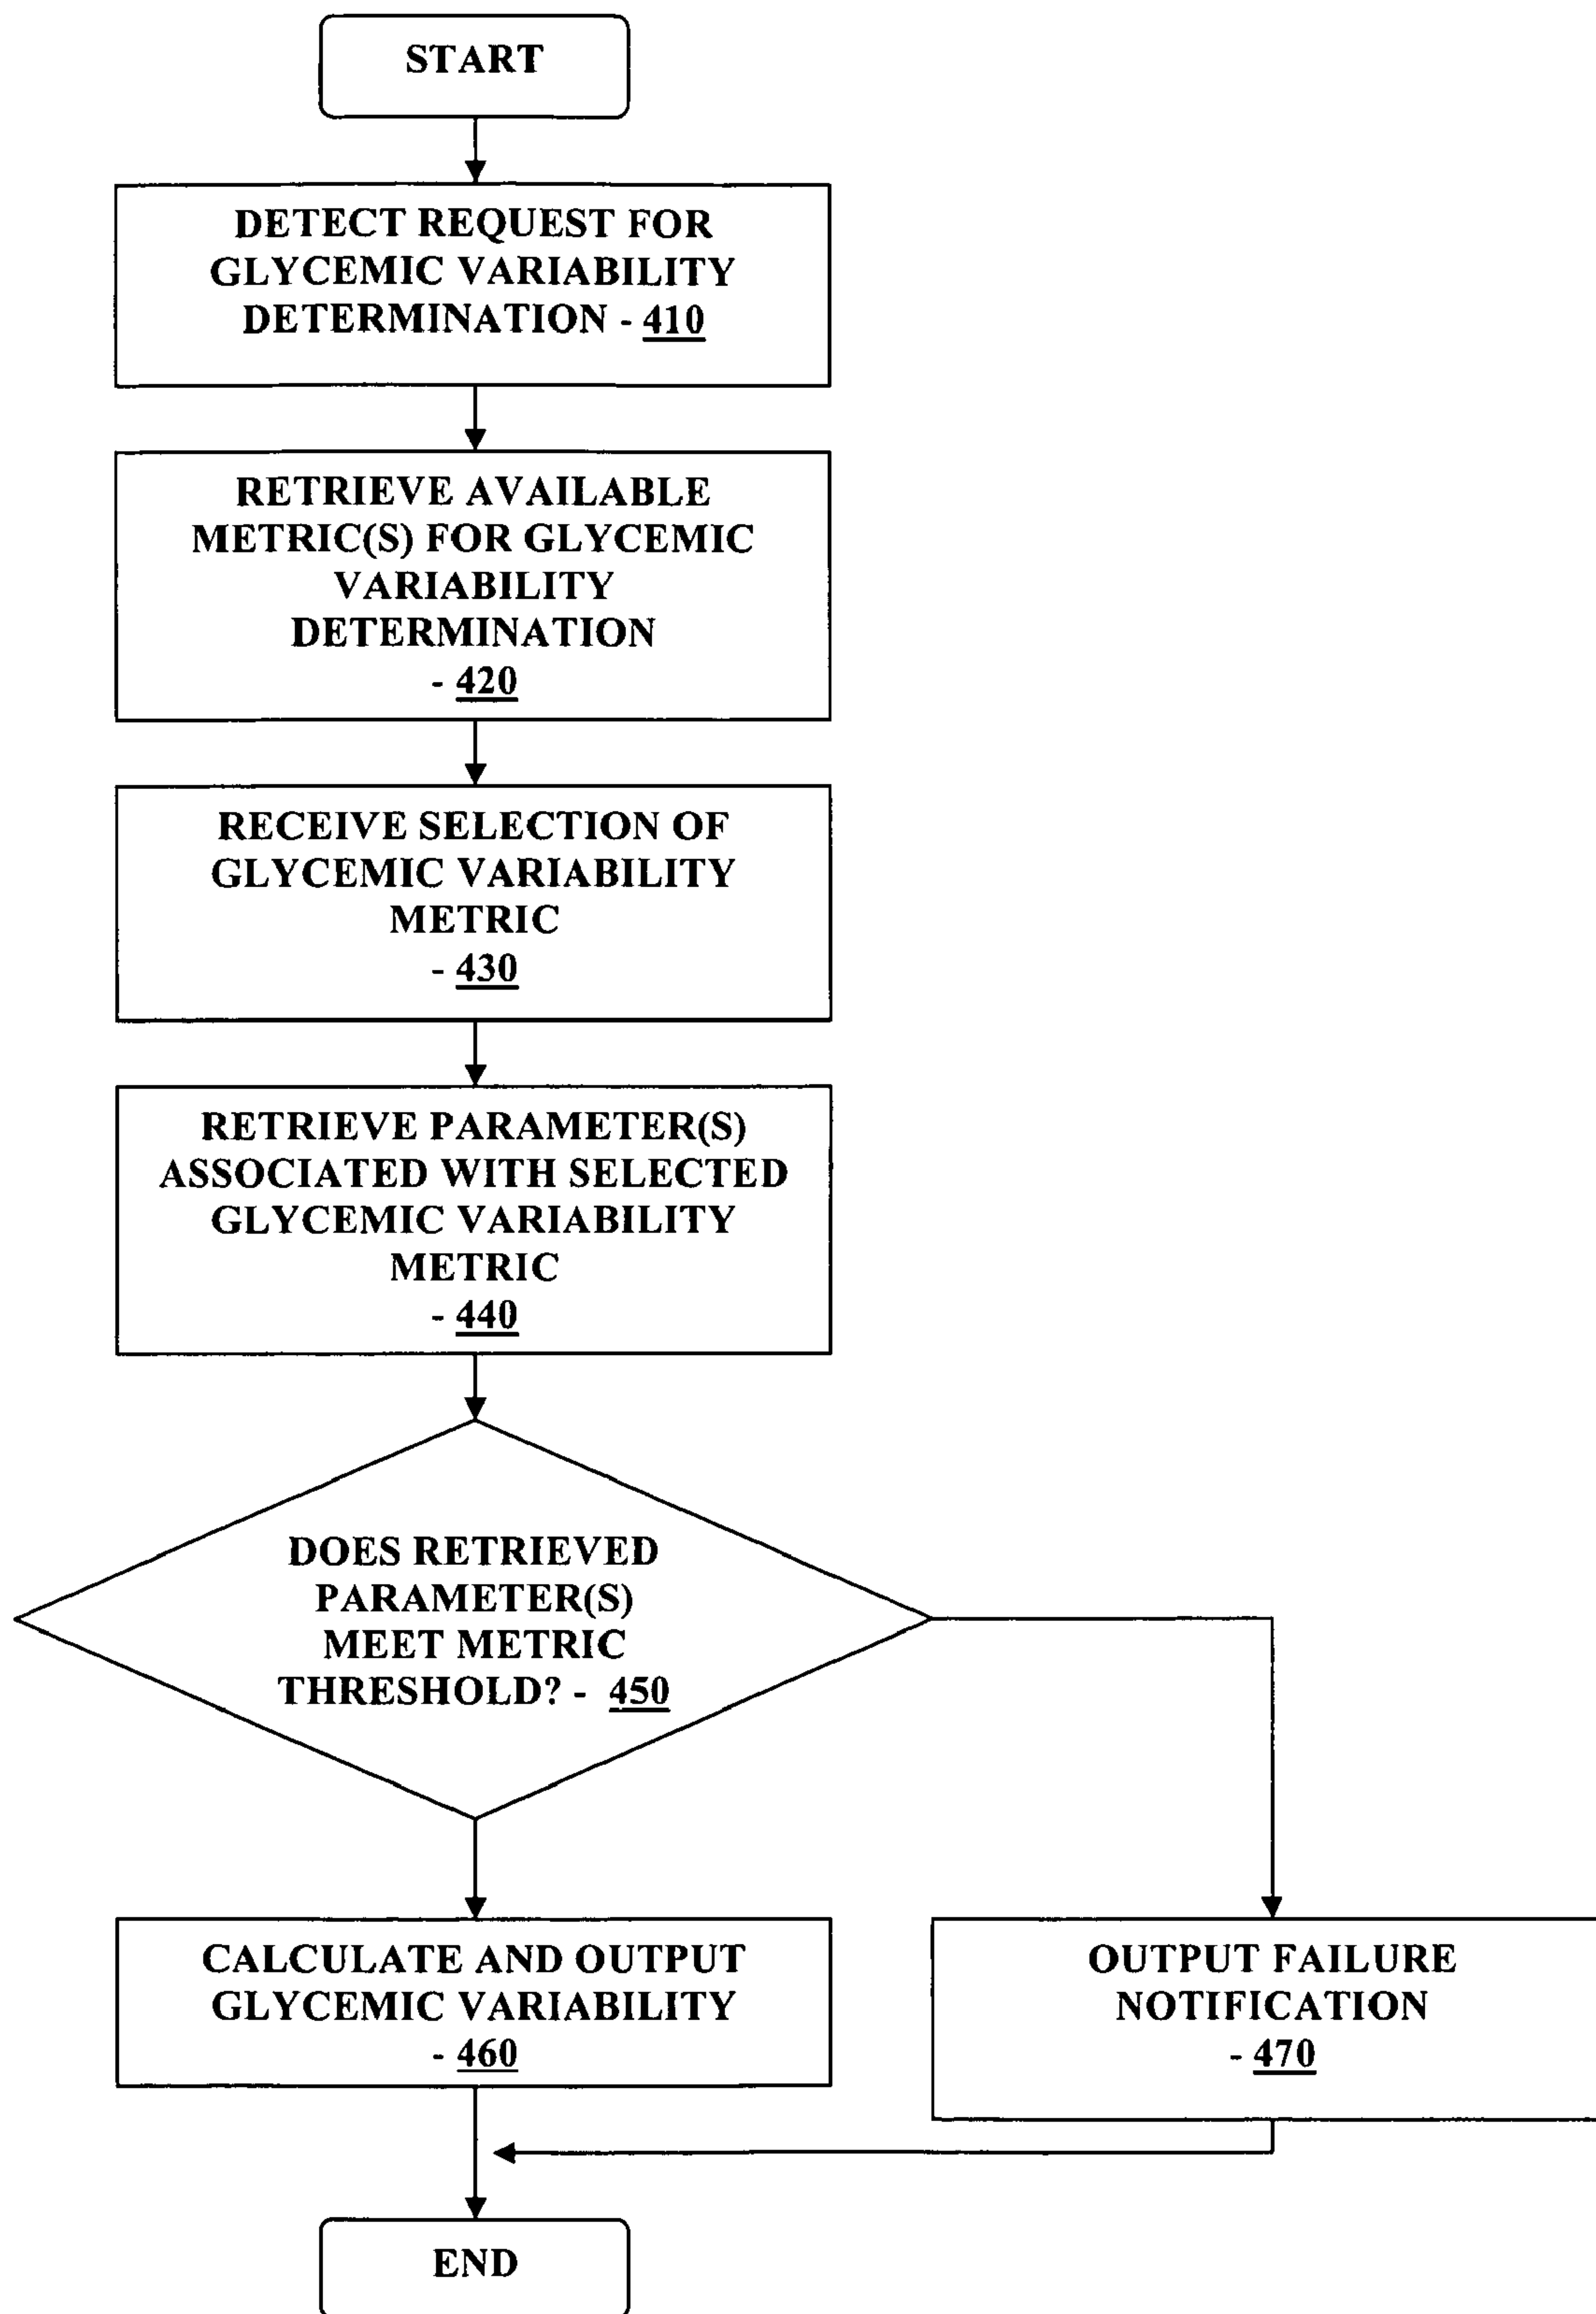 START
DETECT REQUEST FOR
GLYCEMIC VARIABILITY
DETERMINATION - 410
RETRIEVE AVAILABLE
METRIC(S) FOR GLYCEMIC
VARIABILITY
DETERMINATION
- 420
RECEIVE SELECTION OF
GLYCEMIC VARIABILITY
METRIC
- 430
RETRIEVE PARAMETER(S)
ASSOCIATED WITH SELECTED
GLYCEMIC VARIABILITY
METRIC
- 440
DOES RETRIEVED
PARAMETER(S)
MEET METRIC
THRESHOLD? - 450
CALCULATE AND OUTPUT
GLYCEMIC VARIABILITY
- 460
OUTPUT FAILURE
NOTIFICATION
- 470
END